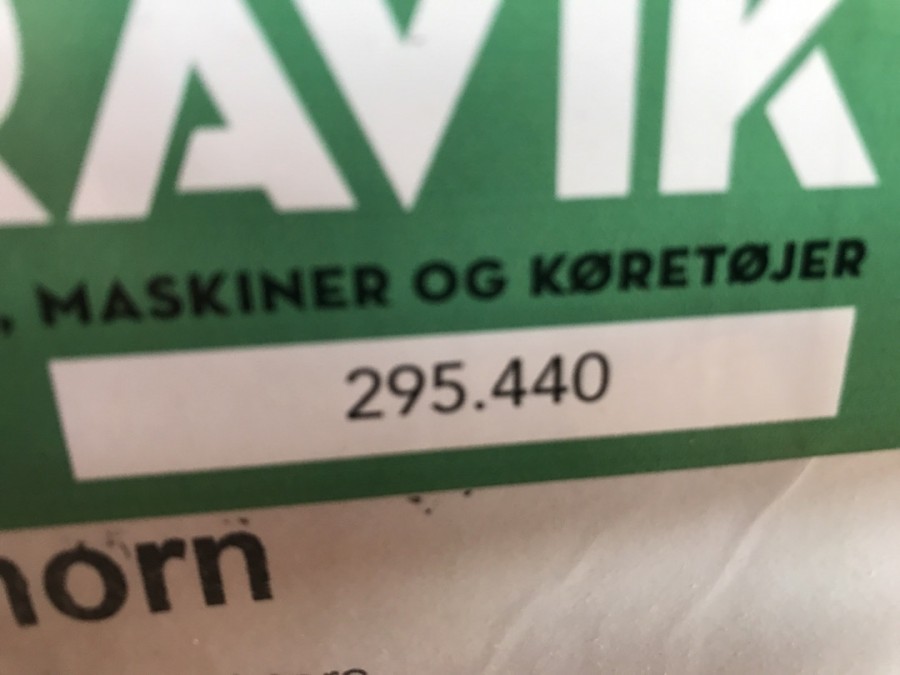 RAVIK
, MASKINER OG KØRETØJER
295.440
horn